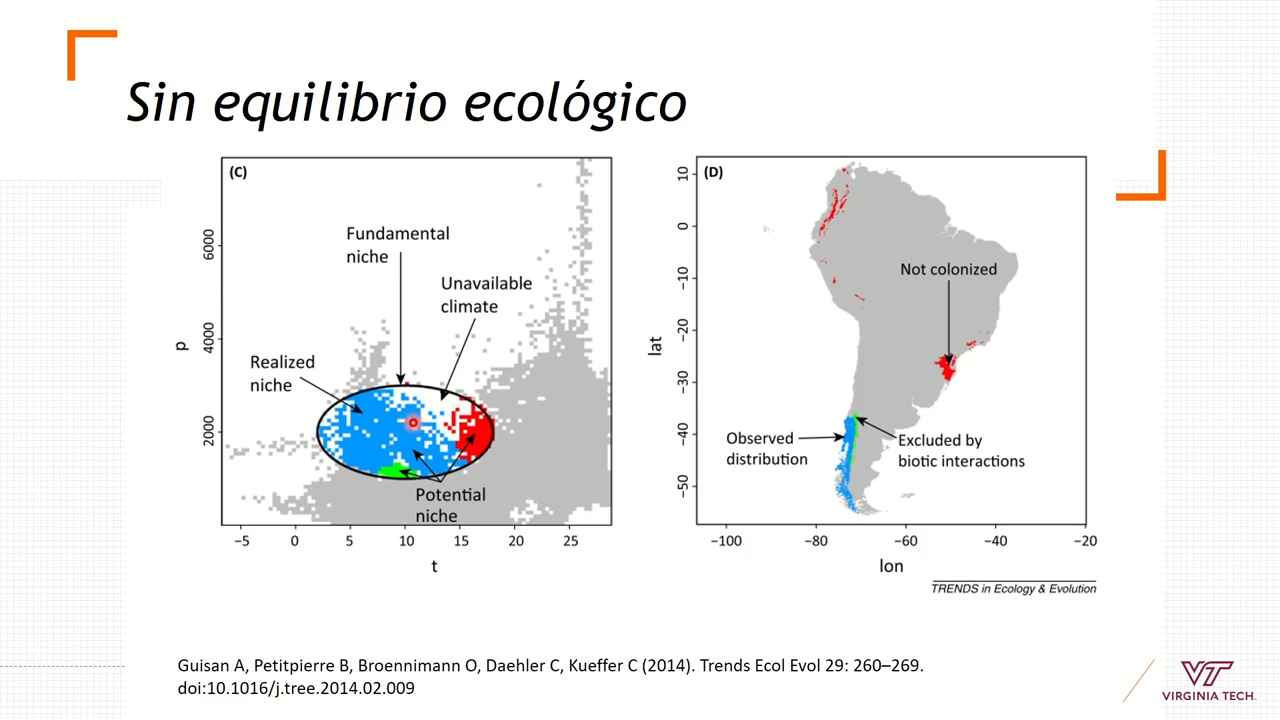 Sin equilibrio ecológico
(C)
Fundamental
niche
Unavailable
climate
Realized
niche
Potential
niche
p
2000
4000
6000
−5
0
5
10
15
20
25
t
(D)
Not colonized
Observed
distribution
Excluded by
biotic interactions
lat
10
0
−10
−20
−30
−40
−50
−100
−80
−60
−40
−20
lon
TRENDS in Ecology & Evolution
Guisan A, Petitpierre B, Broennimann O, Daehler C, Kueffer C (2014). Trends Ecol Evol 29: 260–269.
doi:10.1016/j.tree.2014.02.009
VT
VIRGINIA TECH